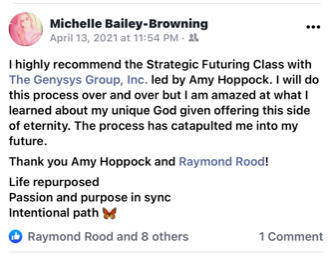 Michelle Bailey-Browning
April 13, 2021 at 11:54 PM ·
I highly recommend the Strategic Futuring Class with
The Genysys Group, Inc. led by Amy Hoppock. I will do
this process over and over but I am amazed at what I
learned about my unique God given offering this side
of eternity. The process has catapulted me into my
future.
Thank you Amy Hoppock and Raymond Rood!
Life repurposed
Passion and purpose in sync
Intentional path 🦋
Raymond Rood and 8 others 1 Comment